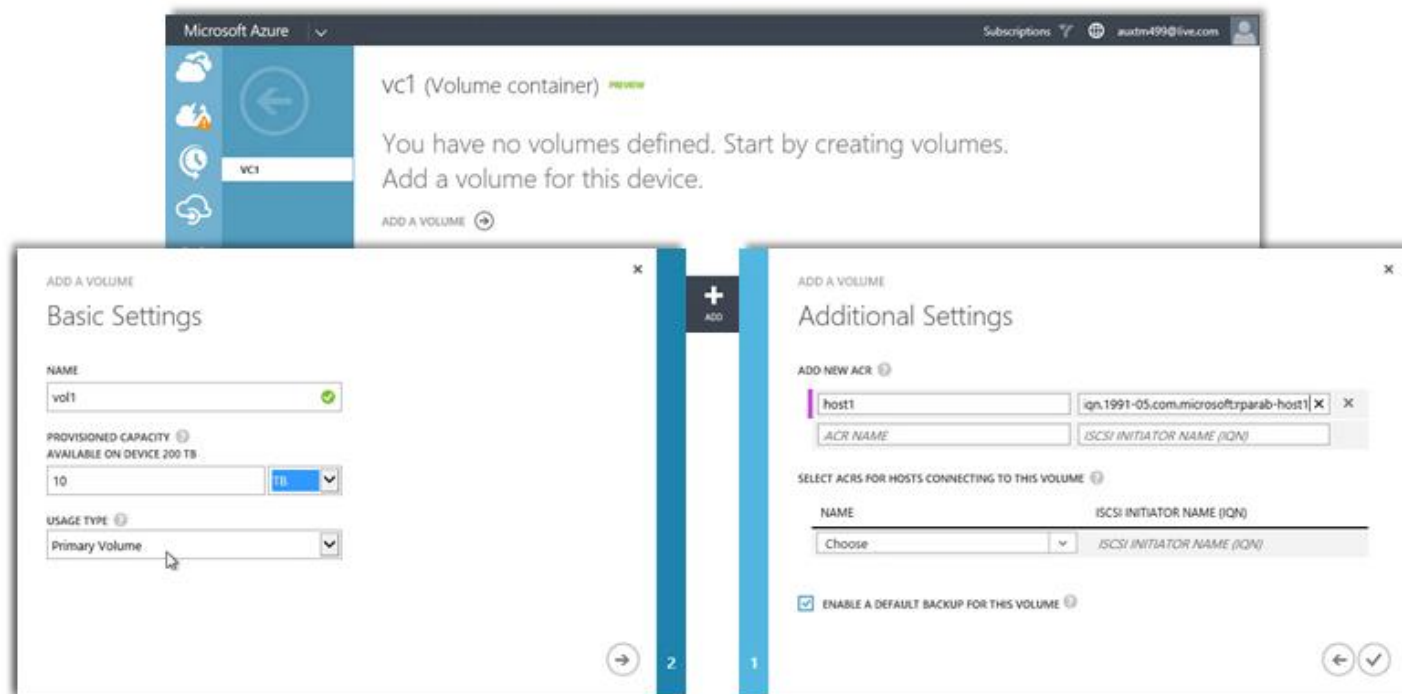 Microsoft Azure
Subscriptions
auxtm499@live.com
vc1 (Volume container) PREVIEW
You have no volumes defined. Start by creating volumes.
Add a volume for this device.
VC1
ADD A VOLUME
ADD
ADD A VOLUME
Basic Settings
NAME
vol1
PROVISIONED CAPACITY ?
AVAILABLE ON DEVICE 200 TB
10 TB
USAGE TYPE ?
Primary Volume
2
ADD A VOLUME
Additional Settings
ADD NEW ACR ?
host1 iqn.1991-05.com.microsoft:rparab-host1
ACR NAME ISCSI INITIATOR NAME (IQN)
SELECT ACRS FOR HOSTS CONNECTING TO THIS VOLUME ?
NAME ISCSI INITIATOR NAME (IQN)
Choose ISCSI INITIATOR NAME (IQN)
ENABLE A DEFAULT BACKUP FOR THIS VOLUME ?
1